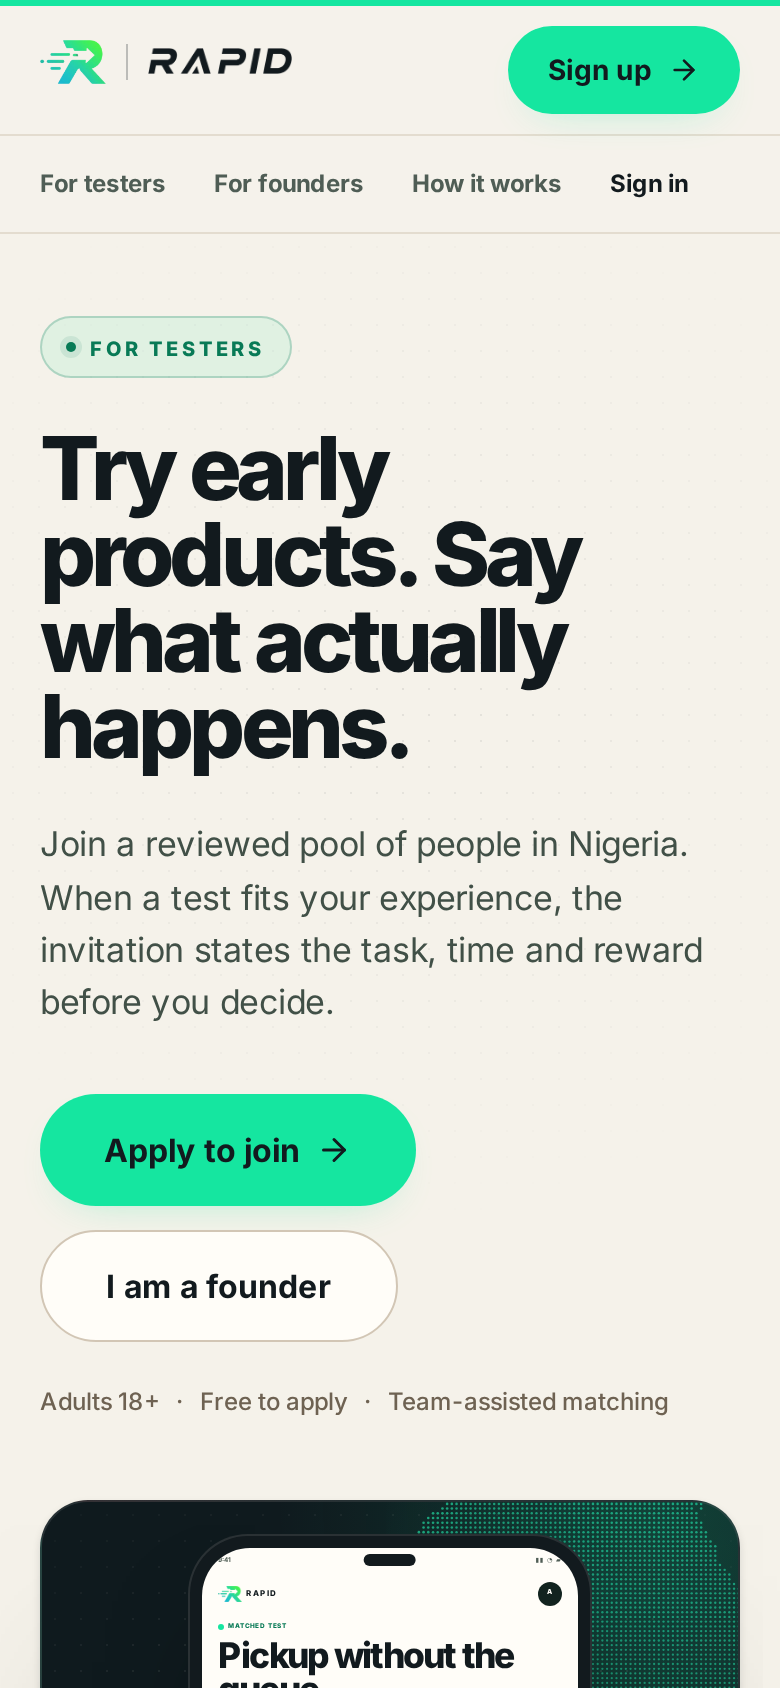 RAPID
Sign up
For testers
For founders
How it works
Sign in
FOR TESTERS
Try early
products. Say
what actually
happens.
Join a reviewed pool of people in Nigeria.
When a test fits your experience, the
invitation states the task, time and reward
before you decide.
Apply to join
I am a founder
Adults 18+ · Free to apply · Team-assisted matching
RAPID
A
MATCHED TEST
Pickup without the